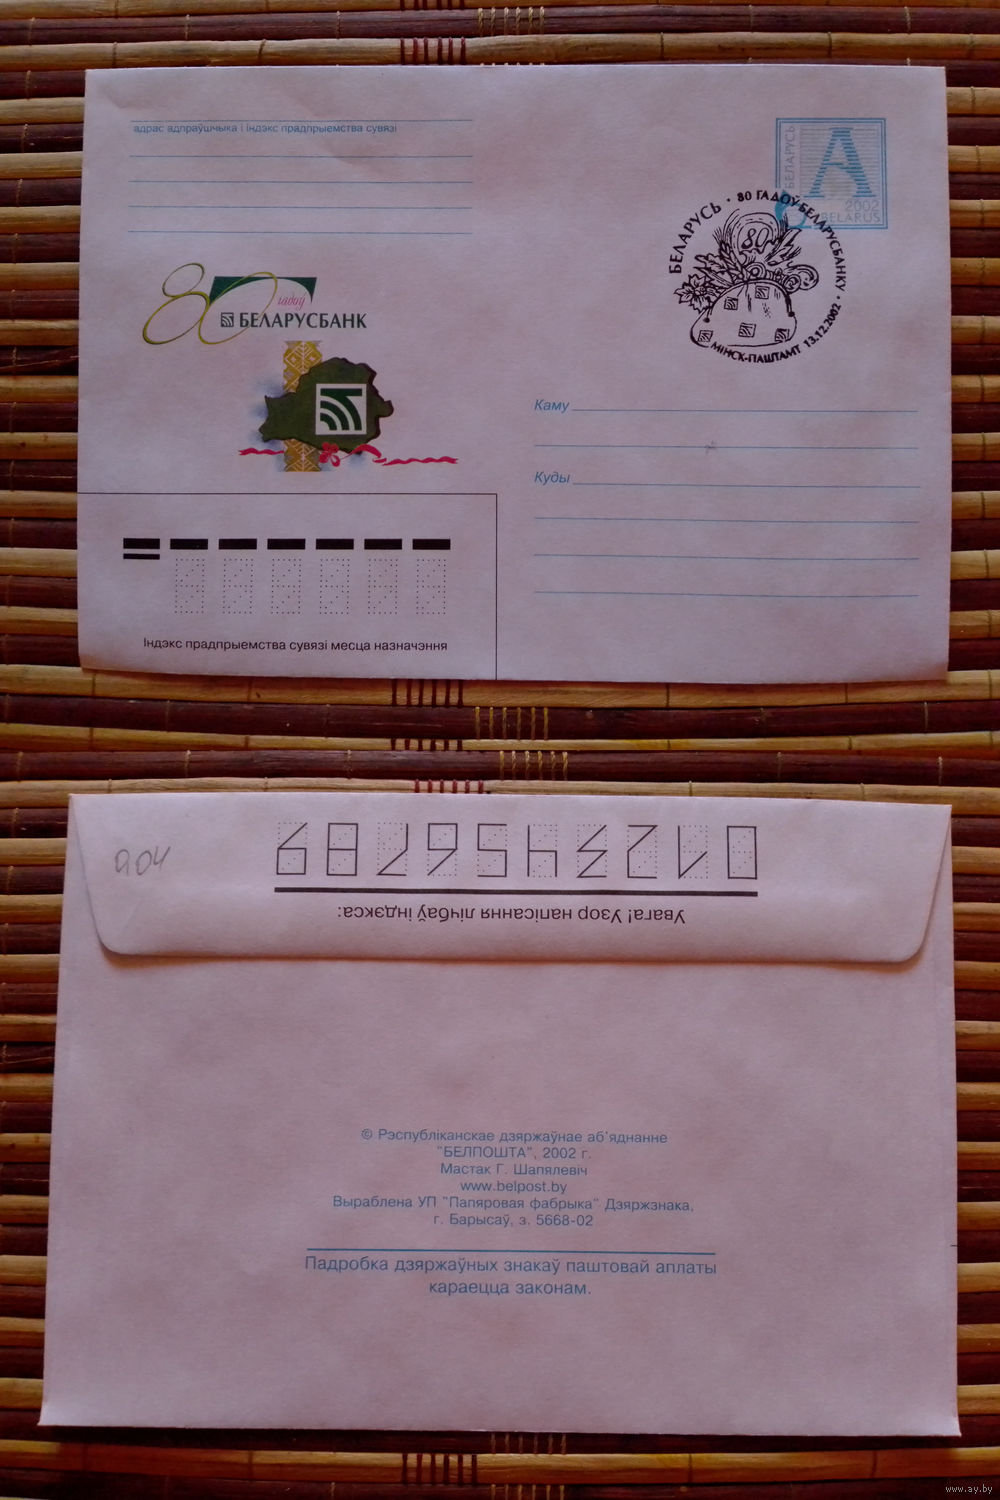 адрас адпраўшчыка і індэкс прадпрыемства сувязі
БЕЛАРУСЬ
А
2002
BELARUS
БЕЛАРУСЬ · 80 ГАДОЎ БЕЛАРУСБАНКУ ·
80
МІНСК-ПАШТАМТ 13.12.2002
80
гадоў
БЕЛАРУСБАНК
Каму
Куды
Індэкс прадпрыемства сувязі месца назначэння
0123456789
Увага! Узор напісання лічбаў індэкса:
904
© Рэспубліканскае дзяржаўнае аб'яднанне
"БЕЛПОШТА", 2002 г.
Мастак Г. Шапялевіч
www.belpost.by
Выраблена УП "Папяровая фабрыка" Дзяржзнака,
г. Барысаў, з. 5668-02
Падробка дзяржаўных знакаў паштовай аплаты
караецца законам.
www.ay.by